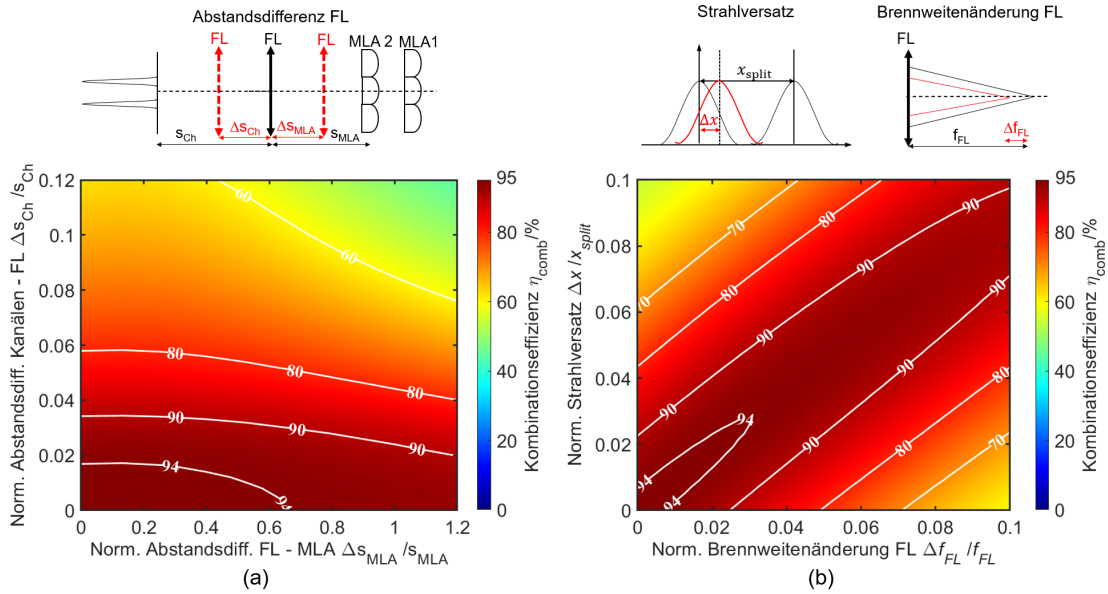 Abstandsdifferenz FL
FL FL FL MLA 2 MLA1
s_Ch Δs_Ch Δs_MLA s_MLA
Norm. Abstandsdiff. Kanälen - FL Δs_Ch /s_Ch
0.12
0.1
0.08
0.06
0.04
0.02
0
60
60
80
80
80
90
90
90
94
94
0 0.2 0.4 0.6 0.8 1 1.2
Norm. Abstandsdiff. FL - MLA Δs_MLA /s_MLA
95
80
60
40
20
0
Kombinationseffizienz η_comb/%
(a)
Strahlversatz
x_split
Δx
Brennweitenänderung FL
FL
f_FL Δf_FL
Norm. Strahlversatz Δx /x_split
0.1
0.08
0.06
0.04
0.02
0
70
70
80
80
90
90
90
90
90
90
94
94
94
80
80
70
0 0.02 0.04 0.06 0.08 0.1
Norm. Brennweitenänderung FL Δf_FL /f_FL
95
80
60
40
20
0
Kombinationseffizienz η_comb/%
(b)